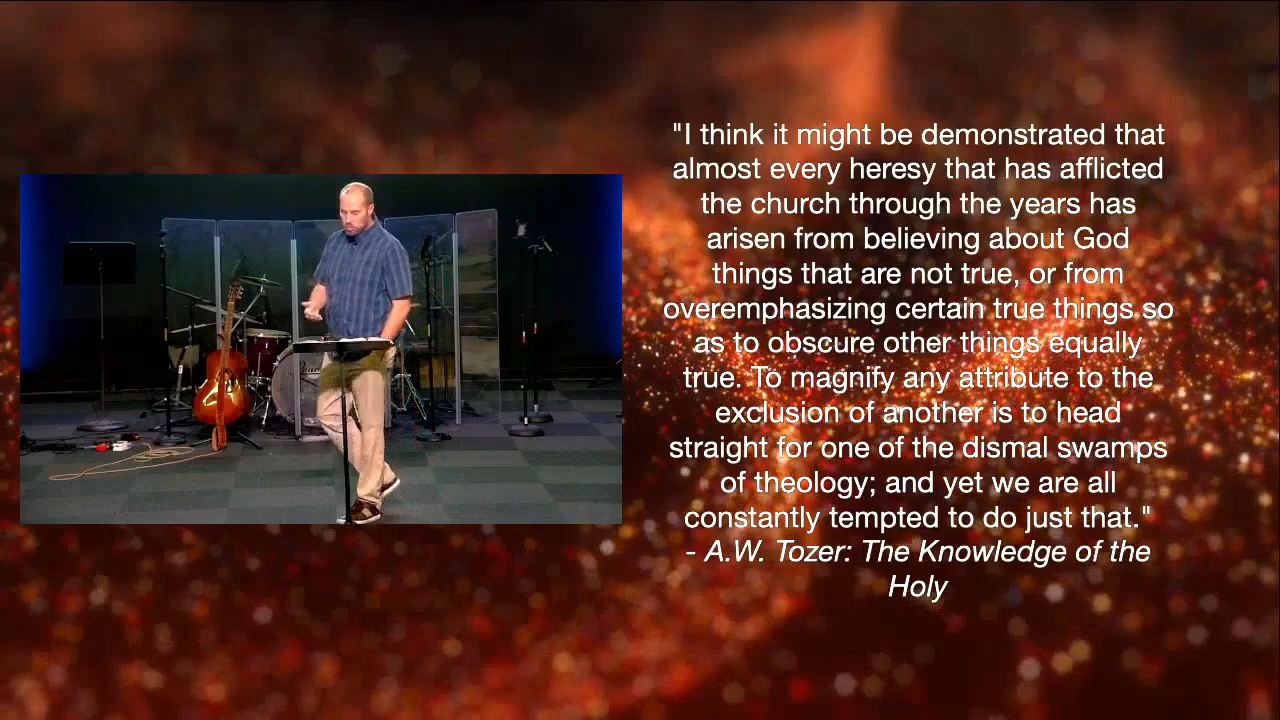 "I think it might be demonstrated that
almost every heresy that has afflicted
the church through the years has
arisen from believing about God
things that are not true, or from
overemphasizing certain true things so
as to obscure other things equally
true. To magnify any attribute to the
exclusion of another is to head
straight for one of the dismal swamps
of theology; and yet we are all
constantly tempted to do just that."
- A.W. Tozer: The Knowledge of the
Holy